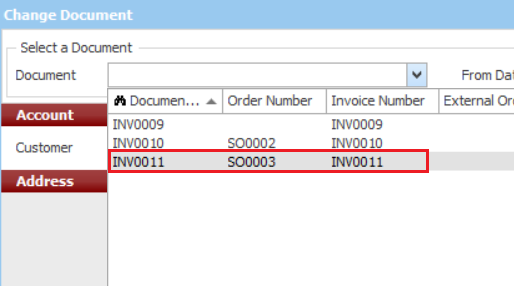 Change Document
Select a Document
Document From Dat
Documen... Order Number Invoice Number External Or
Account
INV0009 INV0009
Customer
INV0010 SO0002 INV0010
INV0011 SO0003 INV0011
Address